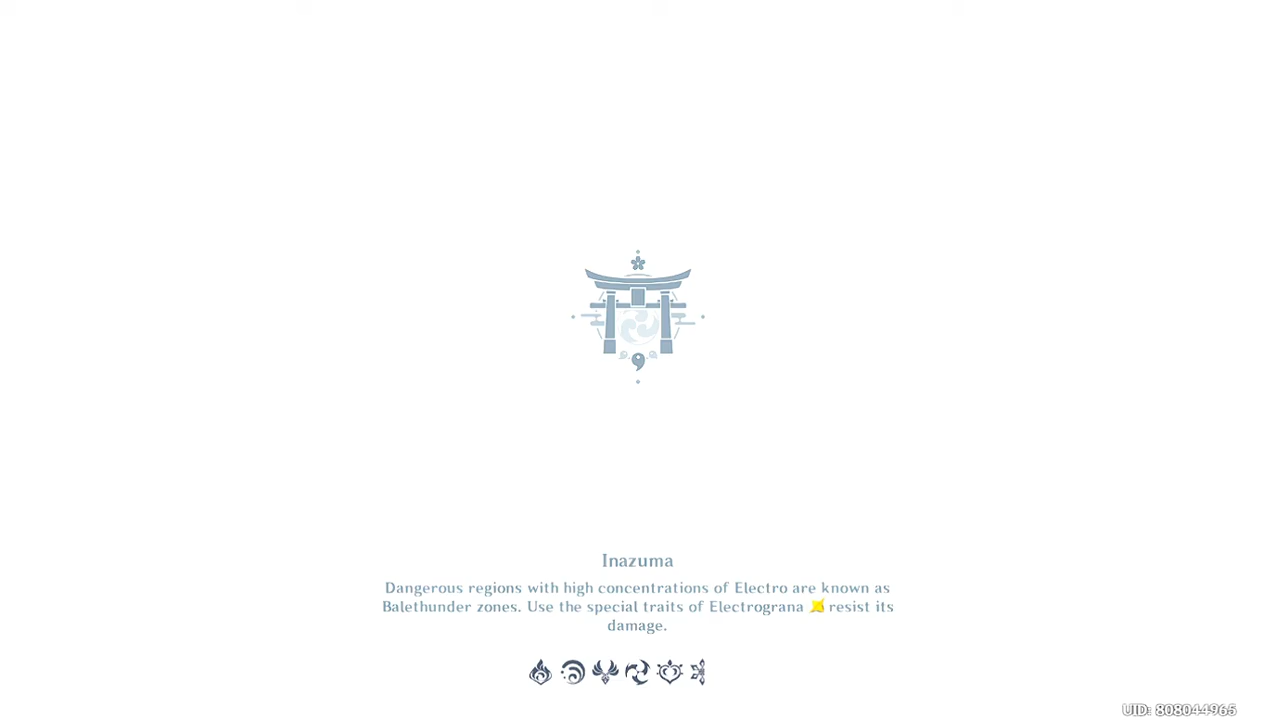 Inazuma
Dangerous regions with high concentrations of Electro are known as
Balethunder zones. Use the special traits of Electrograna resist its
damage.
UID: 808044965